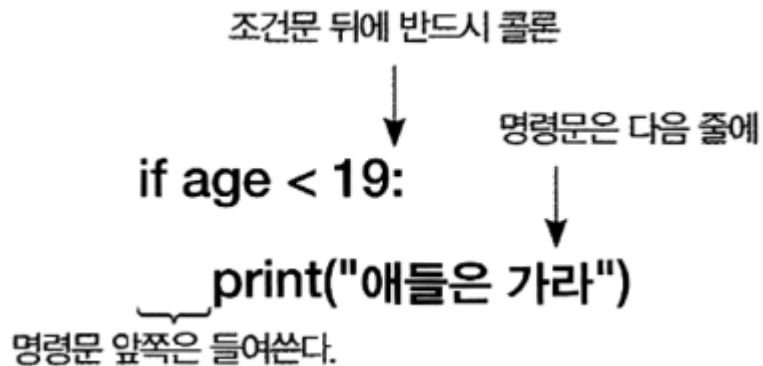 조건문 뒤에 반드시 콜론
명령문은 다음 줄에
if age < 19:
print("애들은 가라")
명령문 앞쪽은 들여쓴다.